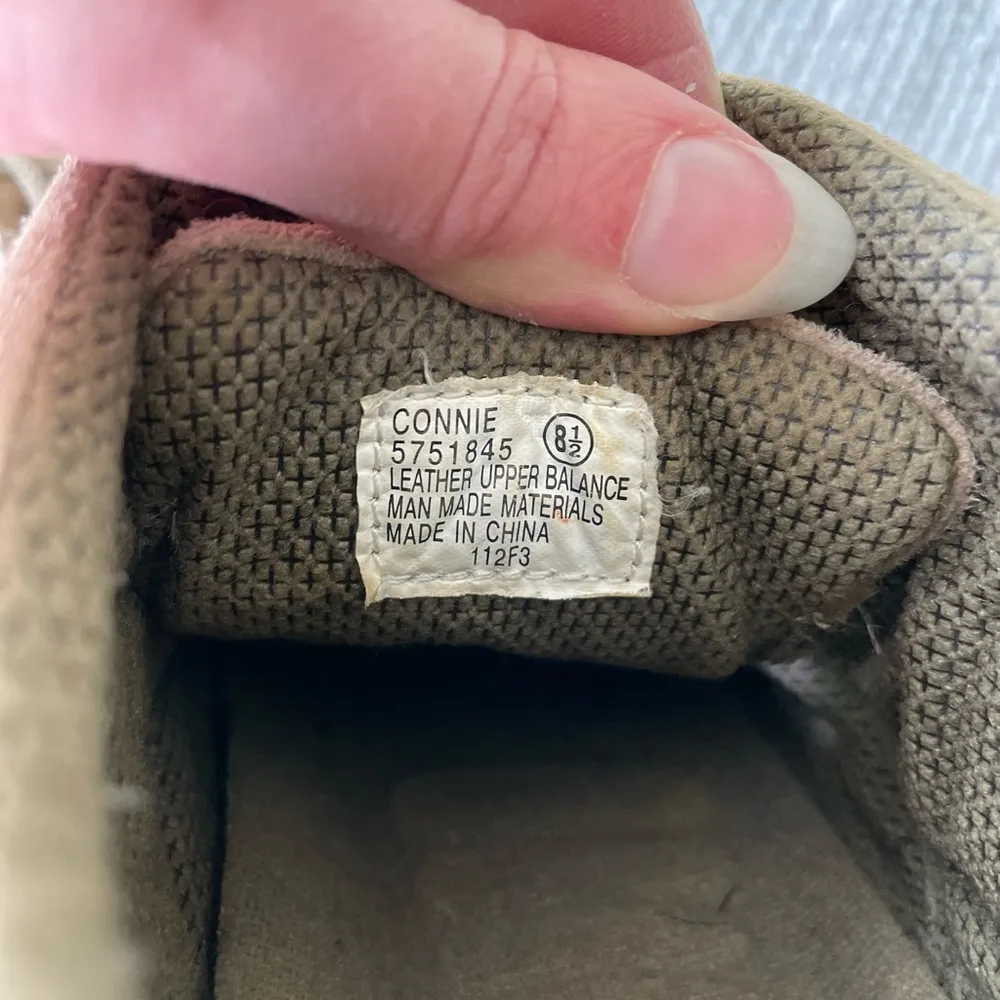 CONNIE
5751845 8½
LEATHER UPPER BALANCE
MAN MADE MATERIALS
MADE IN CHINA
112F3